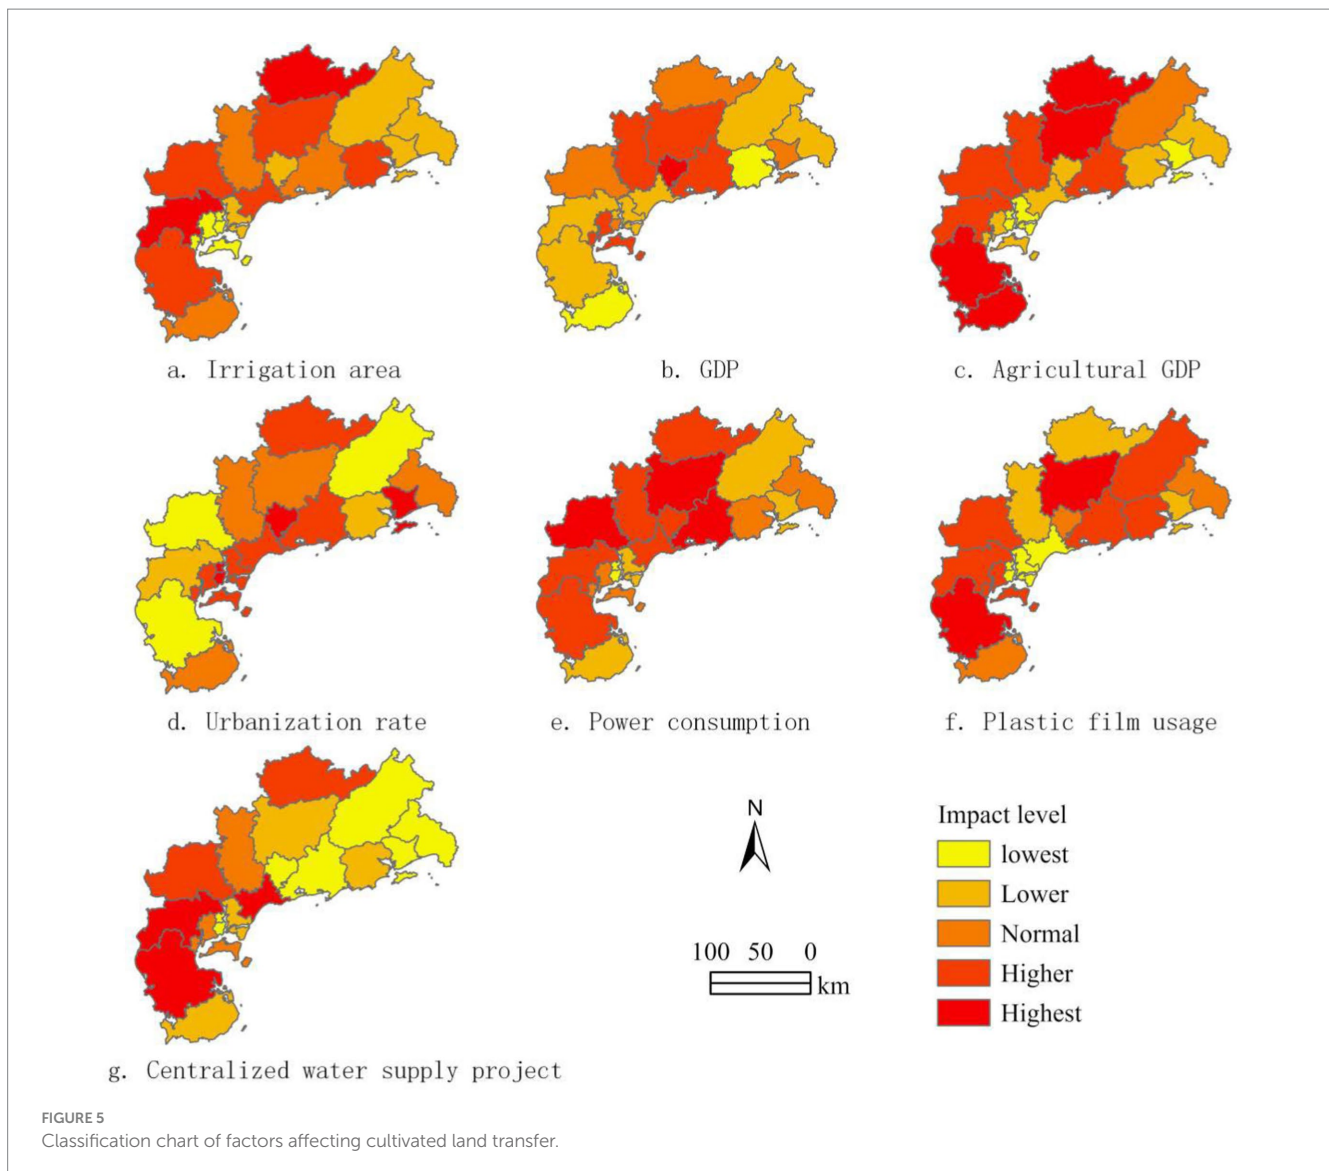 a. Irrigation area
b. GDP
c. Agricultural GDP
d. Urbanization rate
e. Power consumption
f. Plastic film usage
g. Centralized water supply project
N
100 50 0
km
Impact level
lowest
Lower
Normal
Higher
Highest
FIGURE 5
Classification chart of factors affecting cultivated land transfer.